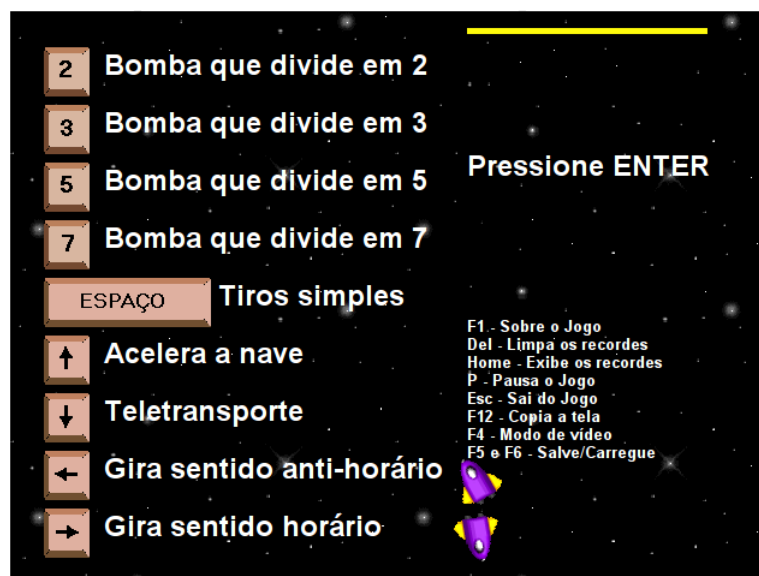 2 Bomba que divide em 2
3 Bomba que divide em 3
5 Bomba que divide em 5
7 Bomba que divide em 7
ESPAÇO Tiros simples
↑ Acelera a nave
↓ Teletransporte
← Gira sentido anti-horário
→ Gira sentido horário
Pressione ENTER
F1 - Sobre o Jogo
Del - Limpa os recordes
Home - Exibe os recordes
P - Pausa o Jogo
Esc - Sai do Jogo
F12 - Copia a tela
F4 - Modo de vídeo
F5 e F6 - Salve/Carregue